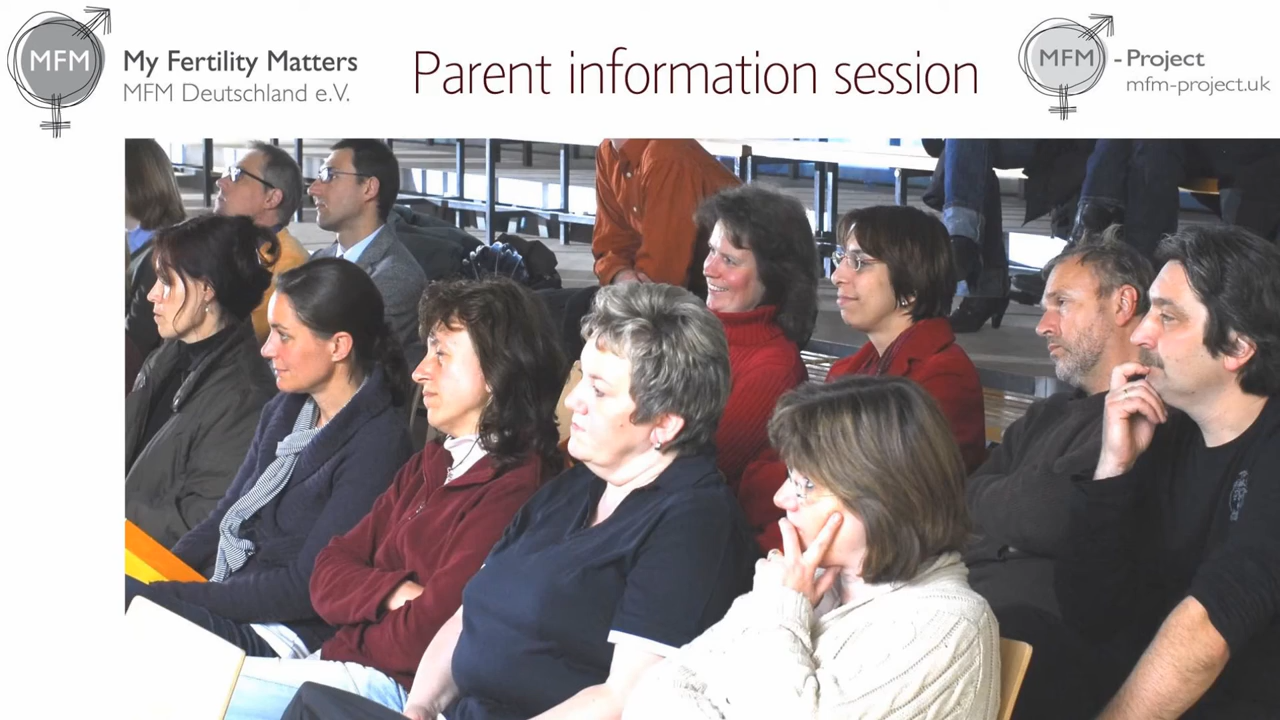 MFM
My Fertility Matters
MFM Deutschland e.V.
Parent information session
MFM
- Project
mfm-project.uk